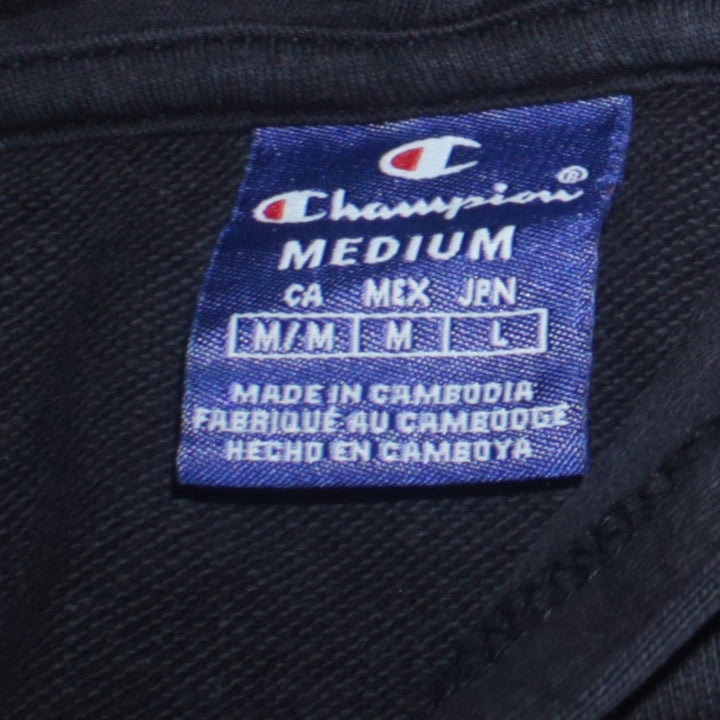 Champion®
MEDIUM
CA MEX JPN
M/M M L
MADE IN CAMBODIA
FABRIQUÉ AU CAMBODGE
HECHO EN CAMBOYA